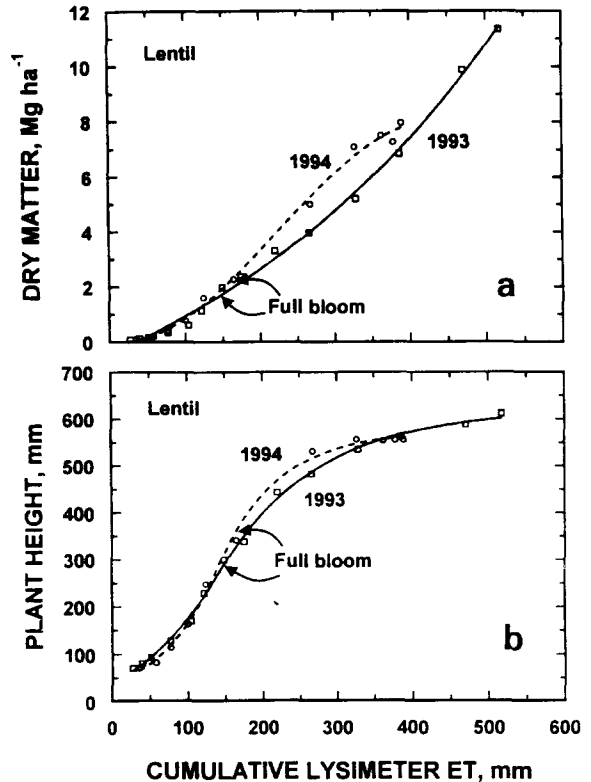 12
10
8
6
4
2
0
DRY MATTER, Mg ha⁻¹
Lentil
1994
1993
Full bloom
a
700
600
500
400
300
200
100
0
PLANT HEIGHT, mm
Lentil
1994
1993
Full bloom
b
0 100 200 300 400 500 600
CUMULATIVE LYSIMETER ET, mm